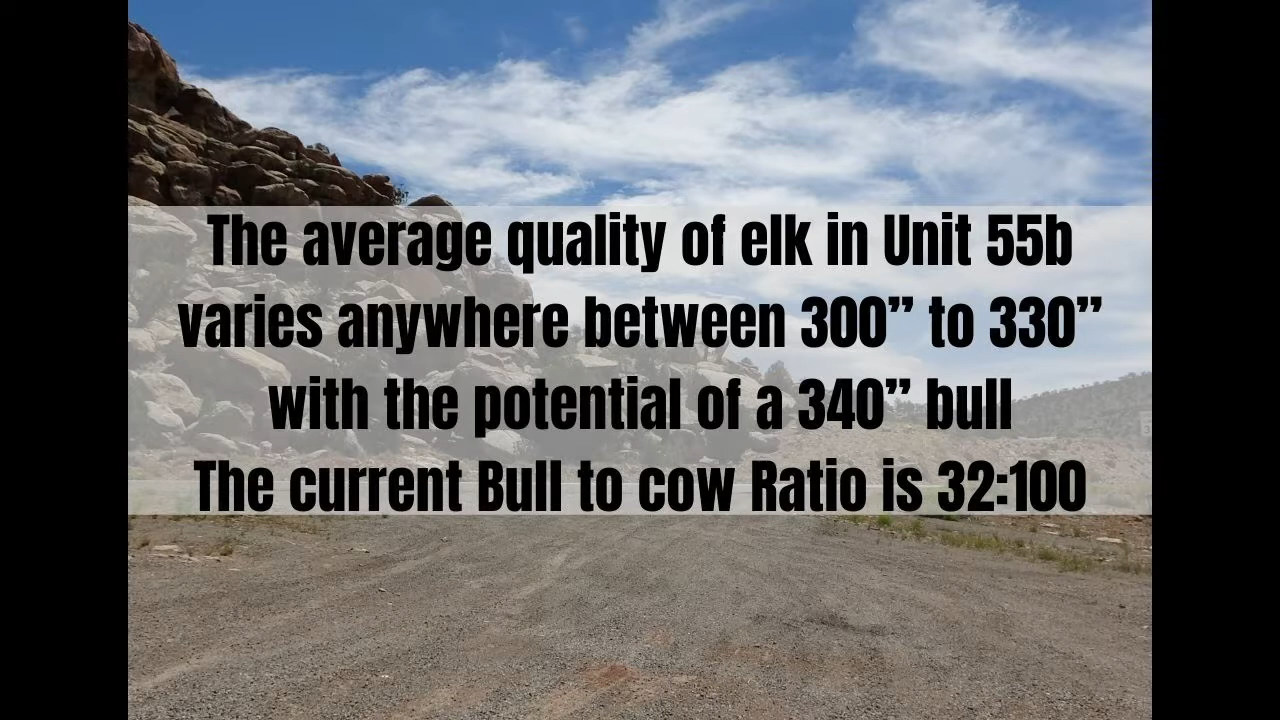 The average quality of elk in Unit 55b
varies anywhere between 300” to 330”
with the potential of a 340” bull
The current Bull to cow Ratio is 32:100